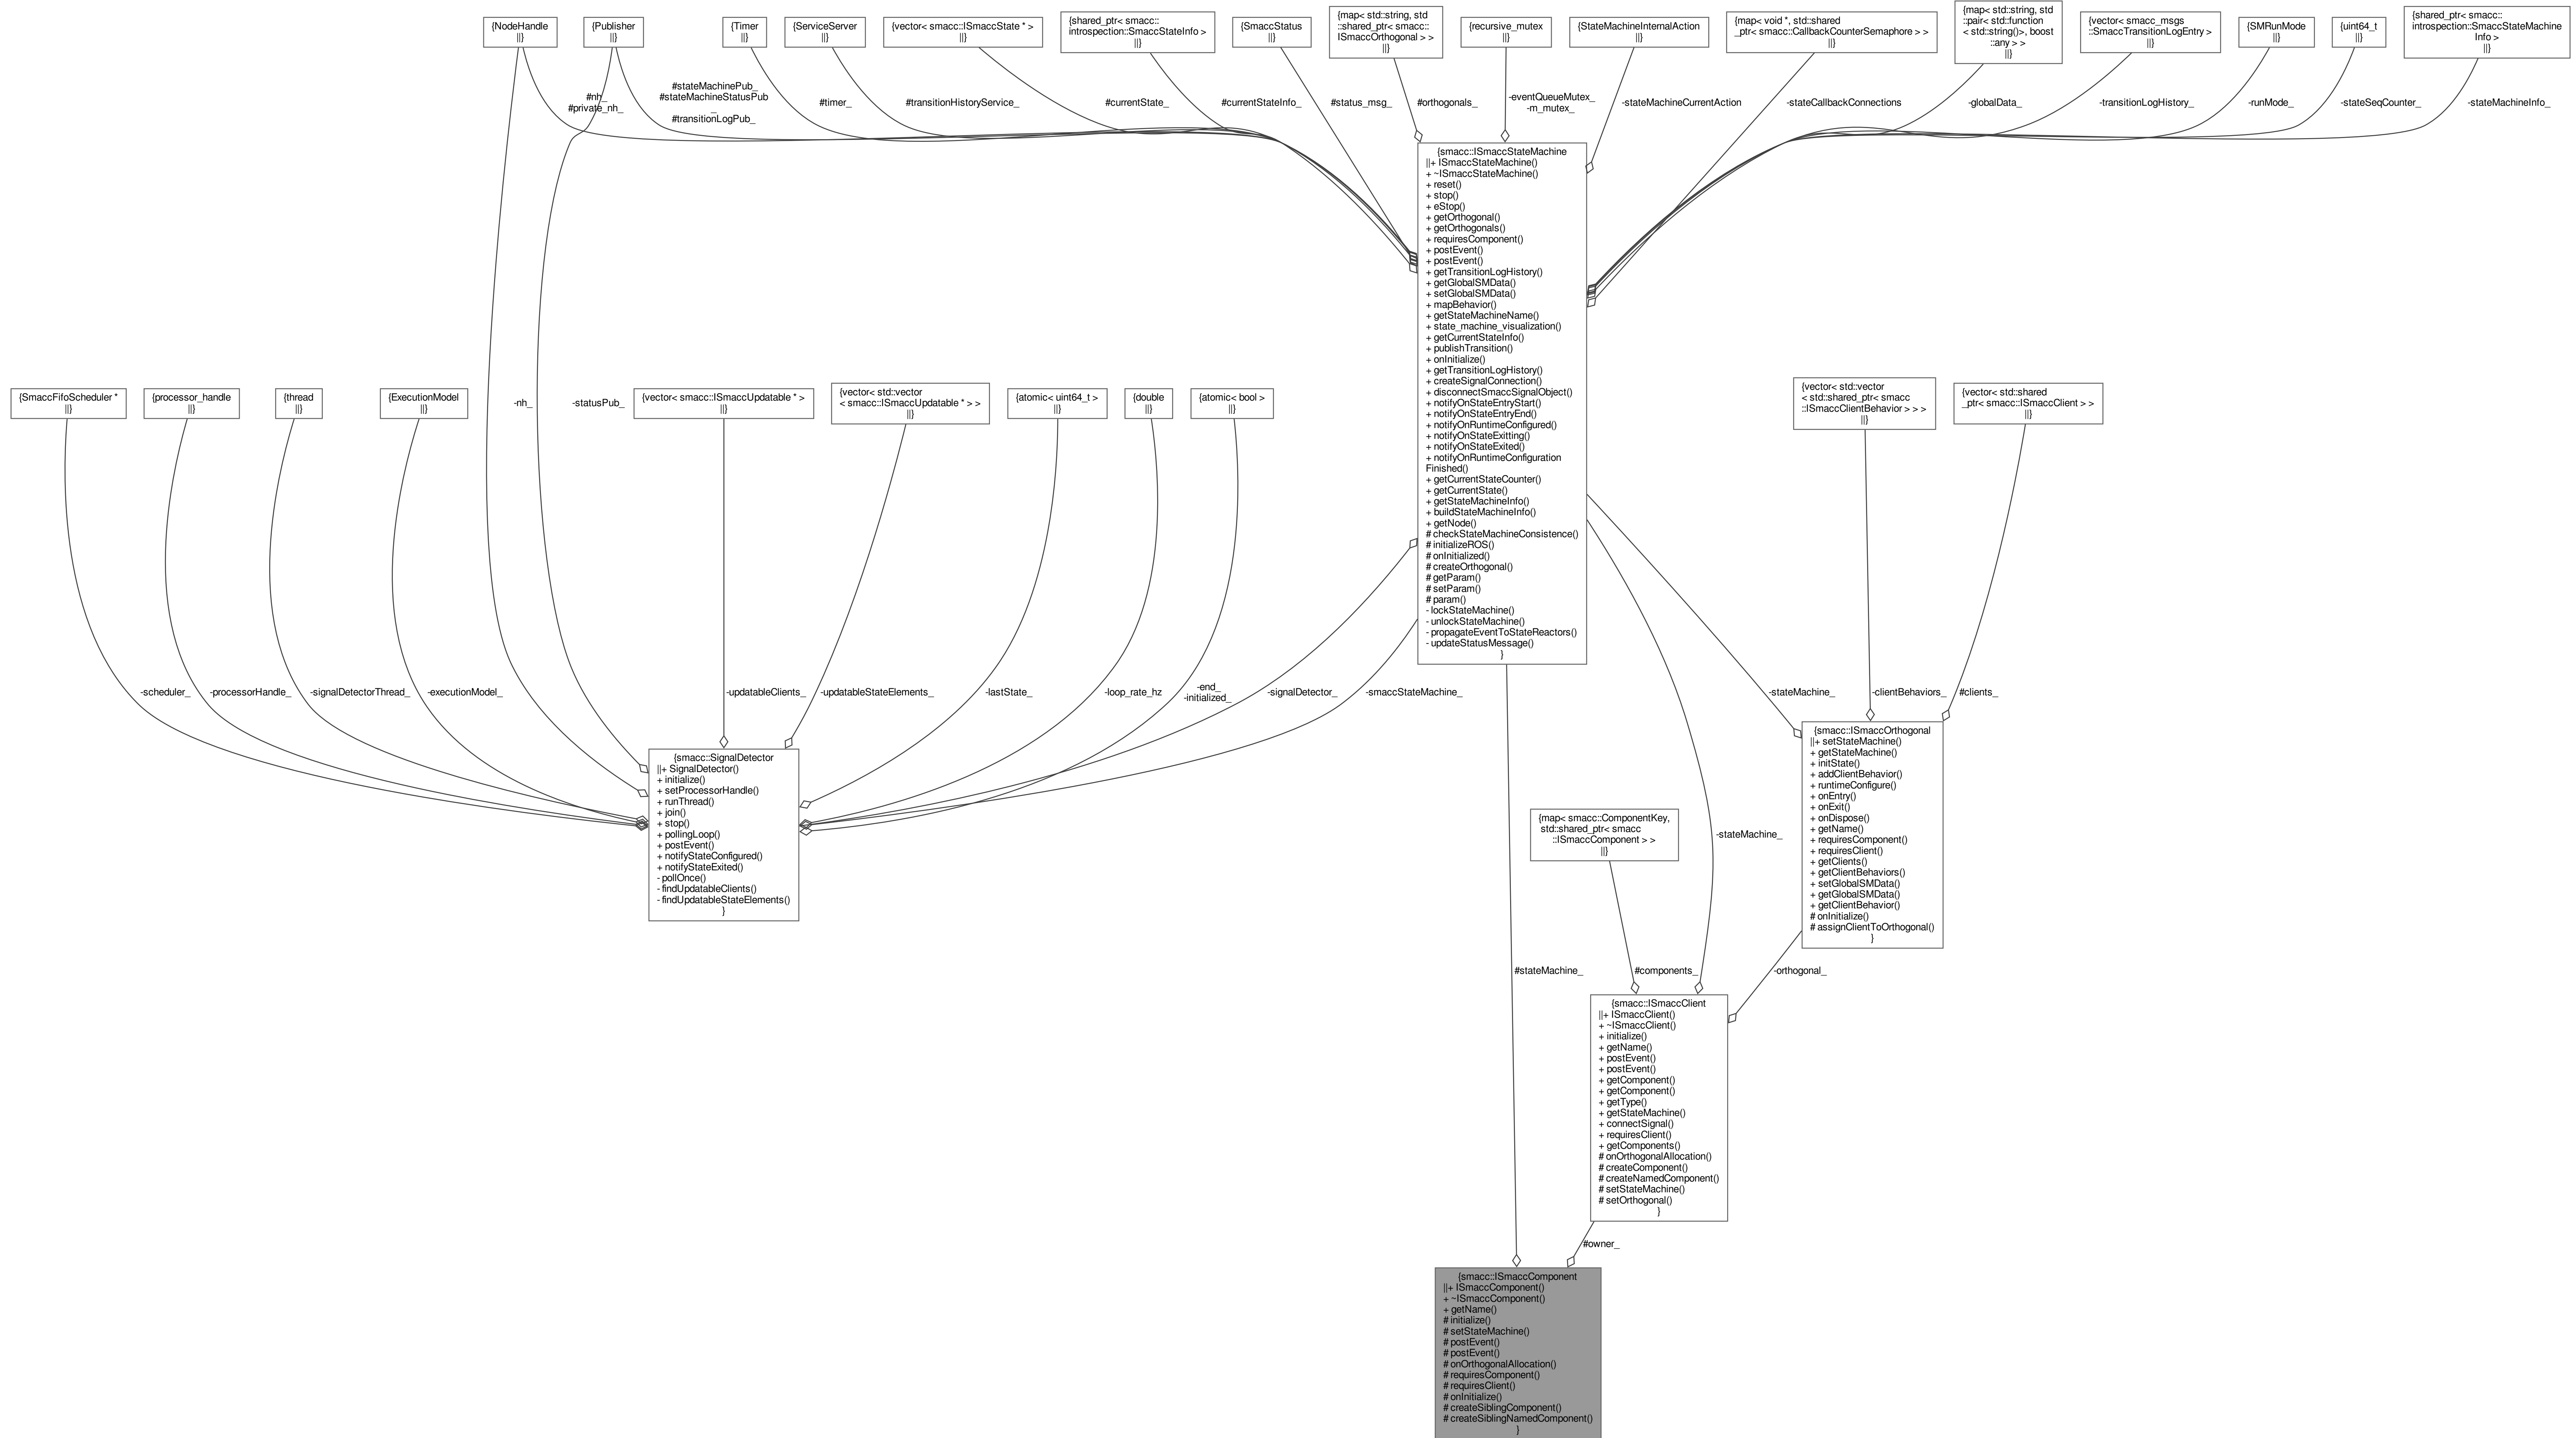 {NodeHandle
||}
{Publisher
||}
{Timer
||}
{ServiceServer
||}
{vector< smacc::ISmaccState * >
||}
{shared_ptr< smacc::
introspection::SmaccStateInfo >
||}
{SmaccStatus
||}
{map< std::string, std
::shared_ptr< smacc::
ISmaccOrthogonal > >
||}
{recursive_mutex
||}
{StateMachineInternalAction
||}
{map< void *, std::shared
_ptr< smacc::CallbackCounterSemaphore > >
||}
{map< std::string, std
::pair< std::function
< std::string()>, boost
::any > >
||}
{vector< smacc_msgs
::SmaccTransitionLogEntry >
||}
{SMRunMode
||}
{uint64_t
||}
{shared_ptr< smacc::
introspection::SmaccStateMachine
Info >
||}
#nh_
#private_nh_
#stateMachinePub_
#stateMachineStatusPub
_
#transitionLogPub_
#timer_
#transitionHistoryService_
#currentState_
#currentStateInfo_
#status_msg_
#orthogonals_
-eventQueueMutex_
-m_mutex_
-stateMachineCurrentAction
-stateCallbackConnections
-globalData_
-transitionLogHistory_
-runMode_
-stateSeqCounter_
-stateMachineInfo_
{smacc::ISmaccStateMachine
||+ ISmaccStateMachine()
+ ~ISmaccStateMachine()
+ reset()
+ stop()
+ eStop()
+ getOrthogonal()
+ getOrthogonals()
+ requiresComponent()
+ postEvent()
+ postEvent()
+ getTransitionLogHistory()
+ getGlobalSMData()
+ setGlobalSMData()
+ mapBehavior()
+ getStateMachineName()
+ state_machine_visualization()
+ getCurrentStateInfo()
+ publishTransition()
+ onInitialize()
+ getTransitionLogHistory()
+ createSignalConnection()
+ disconnectSmaccSignalObject()
+ notifyOnStateEntryStart()
+ notifyOnStateEntryEnd()
+ notifyOnRuntimeConfigured()
+ notifyOnStateExitting()
+ notifyOnStateExited()
+ notifyOnRuntimeConfiguration
Finished()
+ getCurrentStateCounter()
+ getCurrentState()
+ getStateMachineInfo()
+ buildStateMachineInfo()
+ getNode()
# checkStateMachineConsistence()
# initializeROS()
# onInitialized()
# createOrthogonal()
# getParam()
# setParam()
# param()
- lockStateMachine()
- unlockStateMachine()
- propagateEventToStateReactors()
- updateStatusMessage()
}
{SmaccFifoScheduler *
||}
{processor_handle
||}
{thread
||}
{ExecutionModel
||}
-nh_
-statusPub_
{vector< smacc::ISmaccUpdatable * >
||}
{vector< std::vector
< smacc::ISmaccUpdatable * > >
||}
{atomic< uint64_t >
||}
{double
||}
{atomic< bool >
||}
{vector< std::vector
< std::shared_ptr< smacc
::ISmaccClientBehavior > > >
||}
{vector< std::shared
_ptr< smacc::ISmaccClient > >
||}
-scheduler_
-processorHandle_
-signalDetectorThread_
-executionModel_
-updatableClients_
-updatableStateElements_
-lastState_
-loop_rate_hz
-end_
-initialized_
-signalDetector_
-smaccStateMachine_
-stateMachine_
-clientBehaviors_
#clients_
{smacc::SignalDetector
||+ SignalDetector()
+ initialize()
+ setProcessorHandle()
+ runThread()
+ join()
+ stop()
+ pollingLoop()
+ postEvent()
+ notifyStateConfigured()
+ notifyStateExited()
- pollOnce()
- findUpdatableClients()
- findUpdatableStateElements()
}
{smacc::ISmaccOrthogonal
||+ setStateMachine()
+ getStateMachine()
+ initState()
+ addClientBehavior()
+ runtimeConfigure()
+ onEntry()
+ onExit()
+ onDispose()
+ getName()
+ requiresComponent()
+ requiresClient()
+ getClients()
+ getClientBehaviors()
+ setGlobalSMData()
+ getGlobalSMData()
+ getClientBehavior()
# onInitialize()
# assignClientToOrthogonal()
}
{map< smacc::ComponentKey,
std::shared_ptr< smacc
::ISmaccComponent > >
||}
-stateMachine_
#stateMachine_
#components_
-orthogonal_
{smacc::ISmaccClient
||+ ISmaccClient()
+ ~ISmaccClient()
+ initialize()
+ getName()
+ postEvent()
+ postEvent()
+ getComponent()
+ getComponent()
+ getType()
+ getStateMachine()
+ connectSignal()
+ requiresClient()
+ getComponents()
# onOrthogonalAllocation()
# createComponent()
# createNamedComponent()
# setStateMachine()
# setOrthogonal()
}
#owner_
{smacc::ISmaccComponent
||+ ISmaccComponent()
+ ~ISmaccComponent()
+ getName()
# initialize()
# setStateMachine()
# postEvent()
# postEvent()
# onOrthogonalAllocation()
# requiresComponent()
# requiresClient()
# onInitialize()
# createSiblingComponent()
# createSiblingNamedComponent()
}